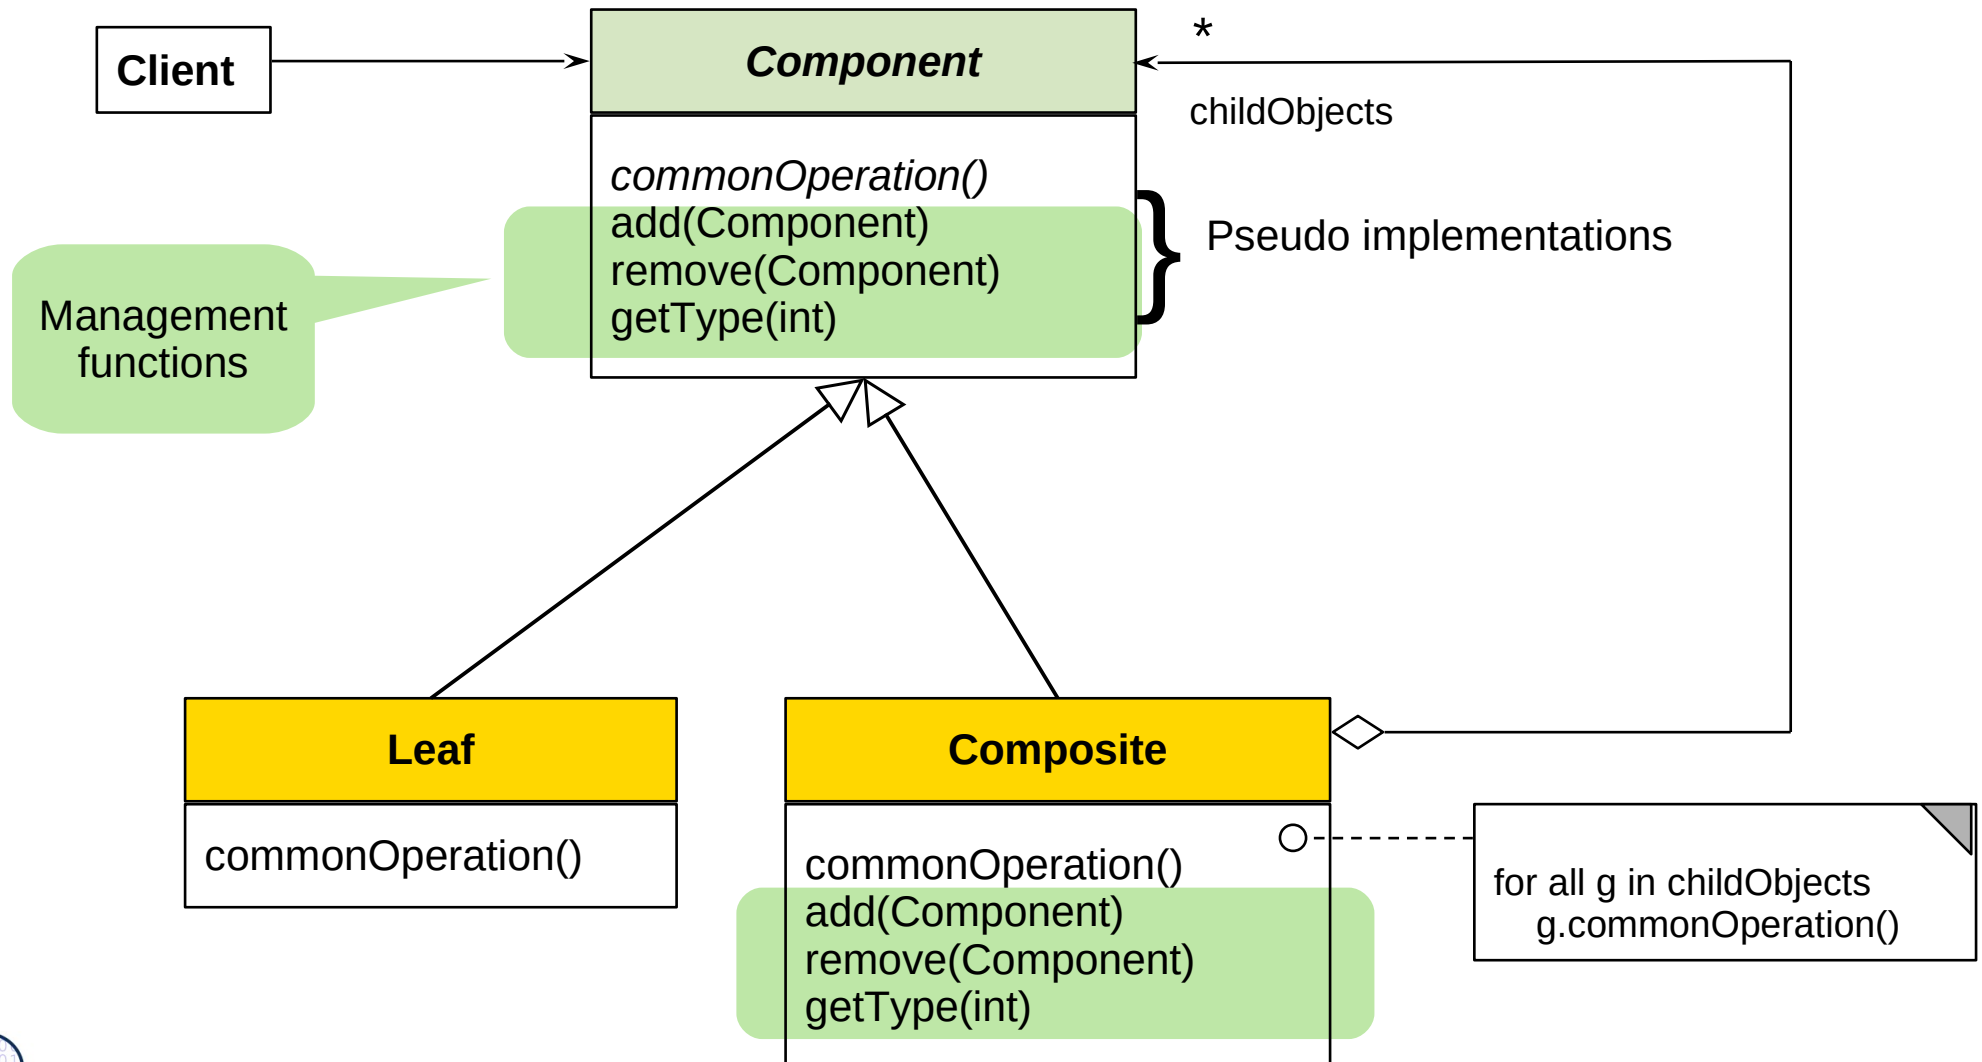 Client
Component
*
childObjects
commonOperation()
add(Component)
remove(Component)
getType(int)
}
Pseudo implementations
Management
functions
Leaf
commonOperation()
Composite
commonOperation()
add(Component)
remove(Component)
getType(int)
for all g in childObjects
g.commonOperation()